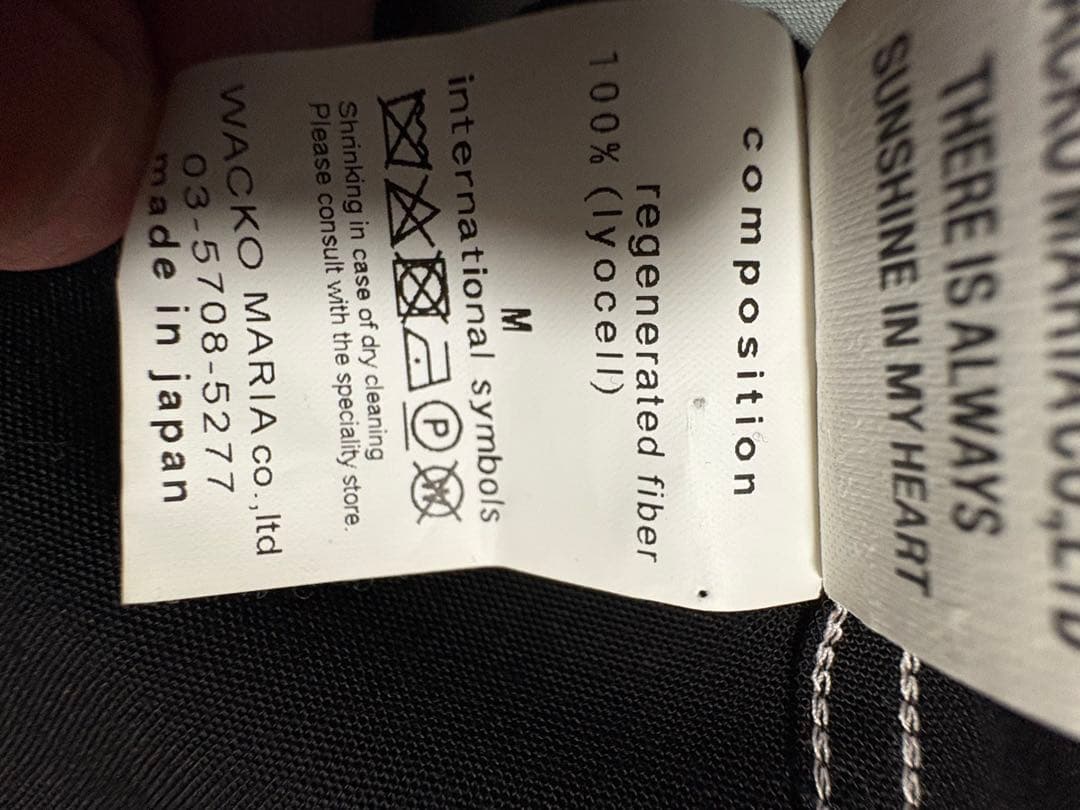 THERE IS ALWAYS
SUNSHINE IN MY HEART
composition
regenerated fiber
100% (lyocell)
M
international symbols
P
W
Shrinking in case of dry cleaning
Please consult with the speciality store.
WACKO MARIA co.,ltd
03-5708-5277
made in japan